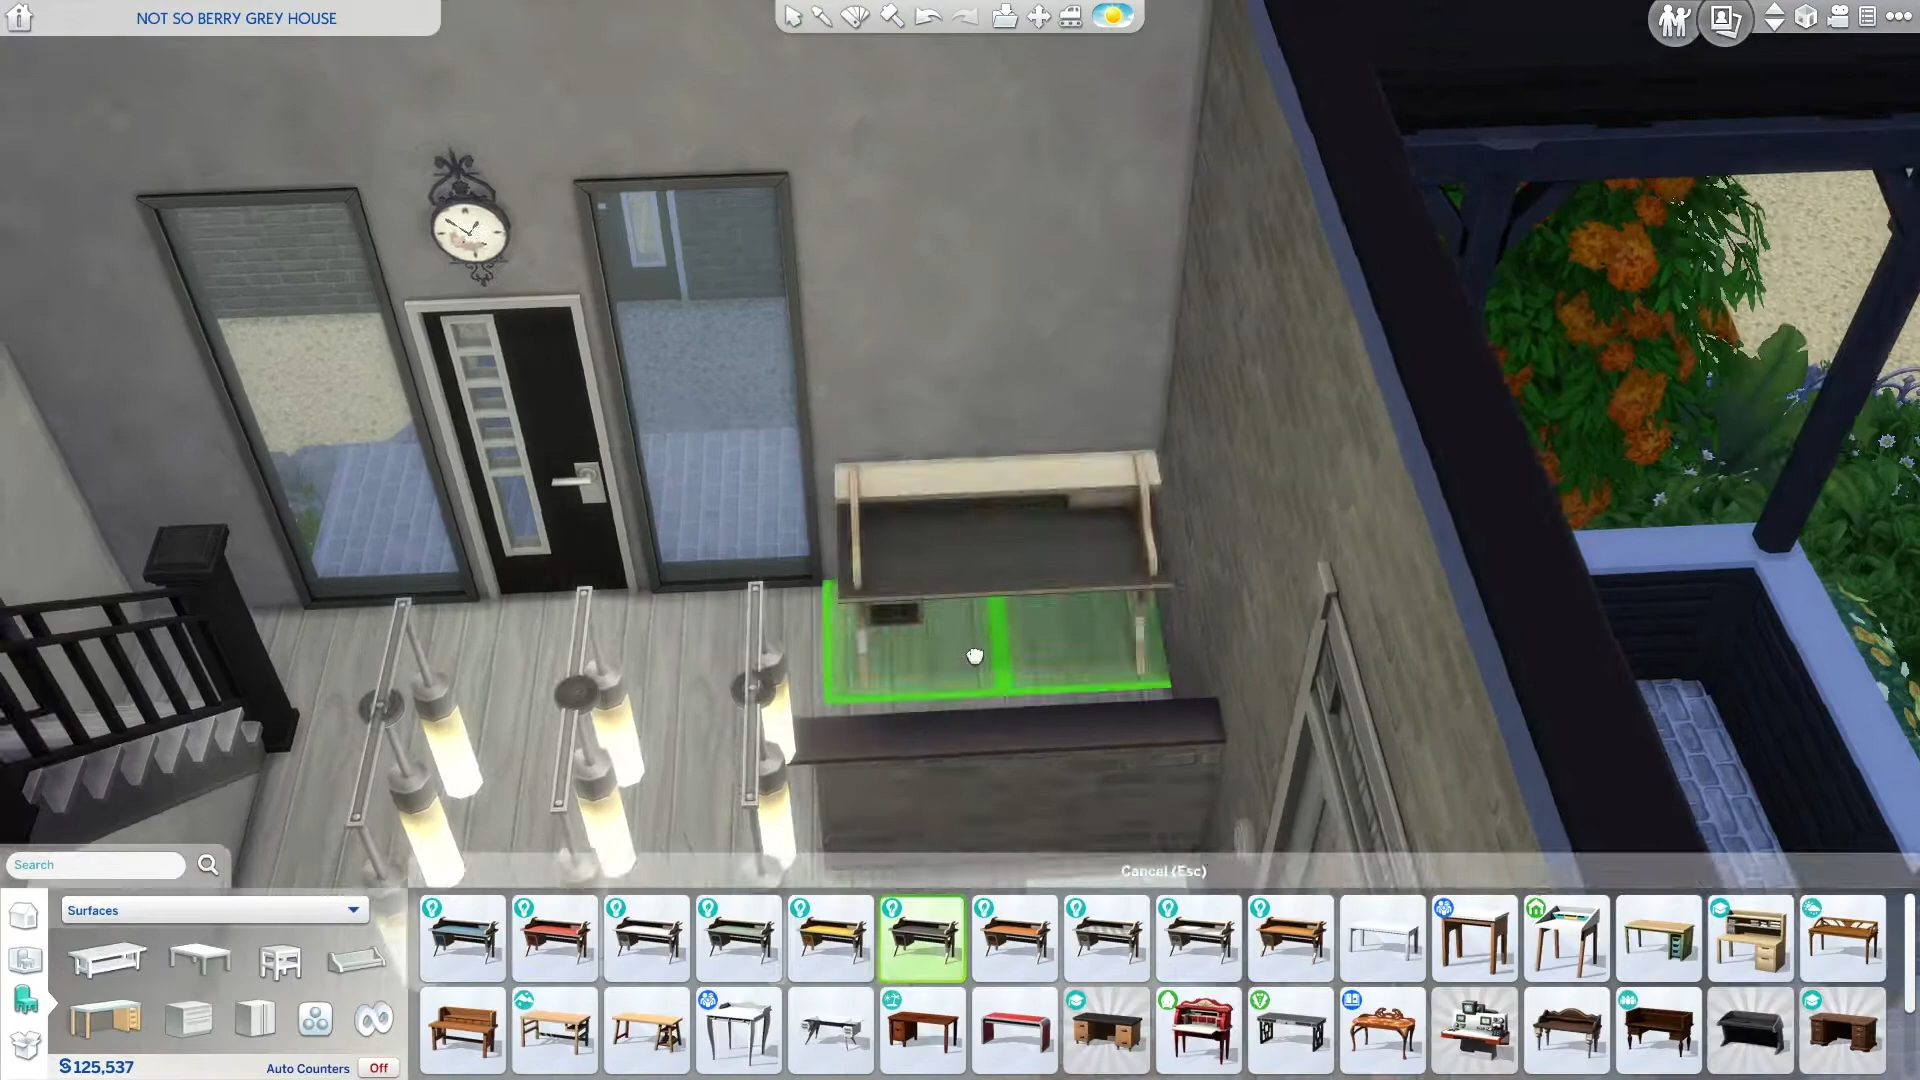 NOT SO BERRY GREY HOUSE
Search
Cancel (Esc)
Surfaces
§125,537
Auto Counters
Off